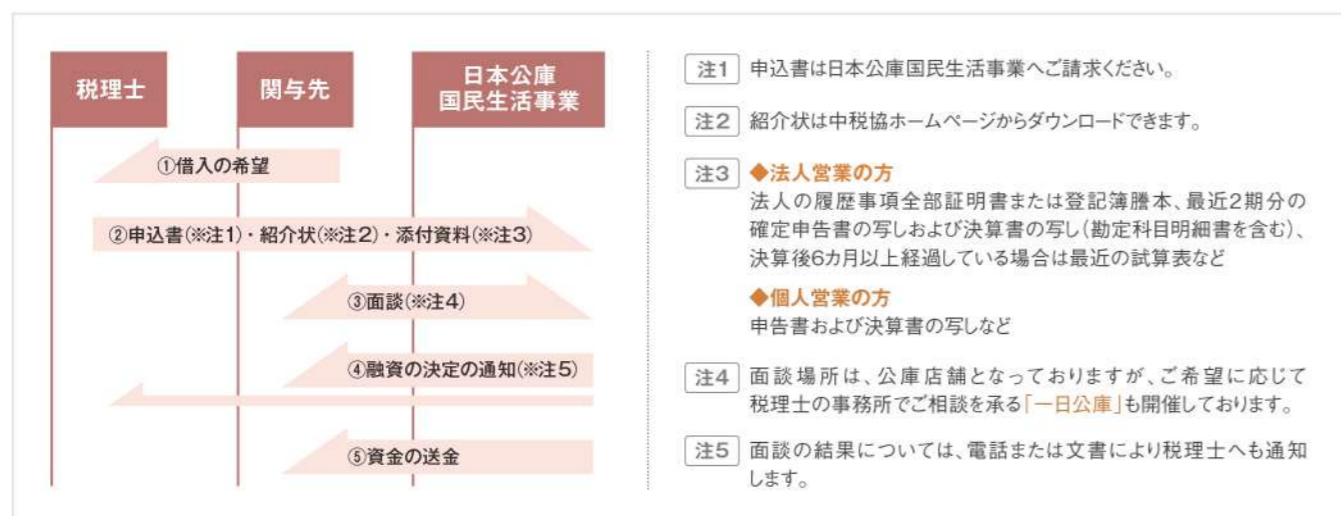 税理士
関与先
日本公庫
国民生活事業
①借入の希望
②申込書(※注1)・紹介状(※注2)・添付資料(※注3)
③面談(※注4)
④融資の決定の通知(※注5)
⑤資金の送金
注1 申込書は日本公庫国民生活事業へご請求ください。
注2 紹介状は中税協ホームページからダウンロードできます。
注3 ◆法人営業の方
法人の履歴事項全部証明書または登記簿謄本、最近2期分の
確定申告書の写しおよび決算書の写し(勘定科目明細書を含む)、
決算後6カ月以上経過している場合は最近の試算表など
◆個人営業の方
申告書および決算書の写しなど
注4 面談場所は、公庫店舗となっておりますが、ご希望に応じて
税理士の事務所でご相談を承る「一日公庫」も開催しております。
注5 面談の結果については、電話または文書により税理士へも通知
します。